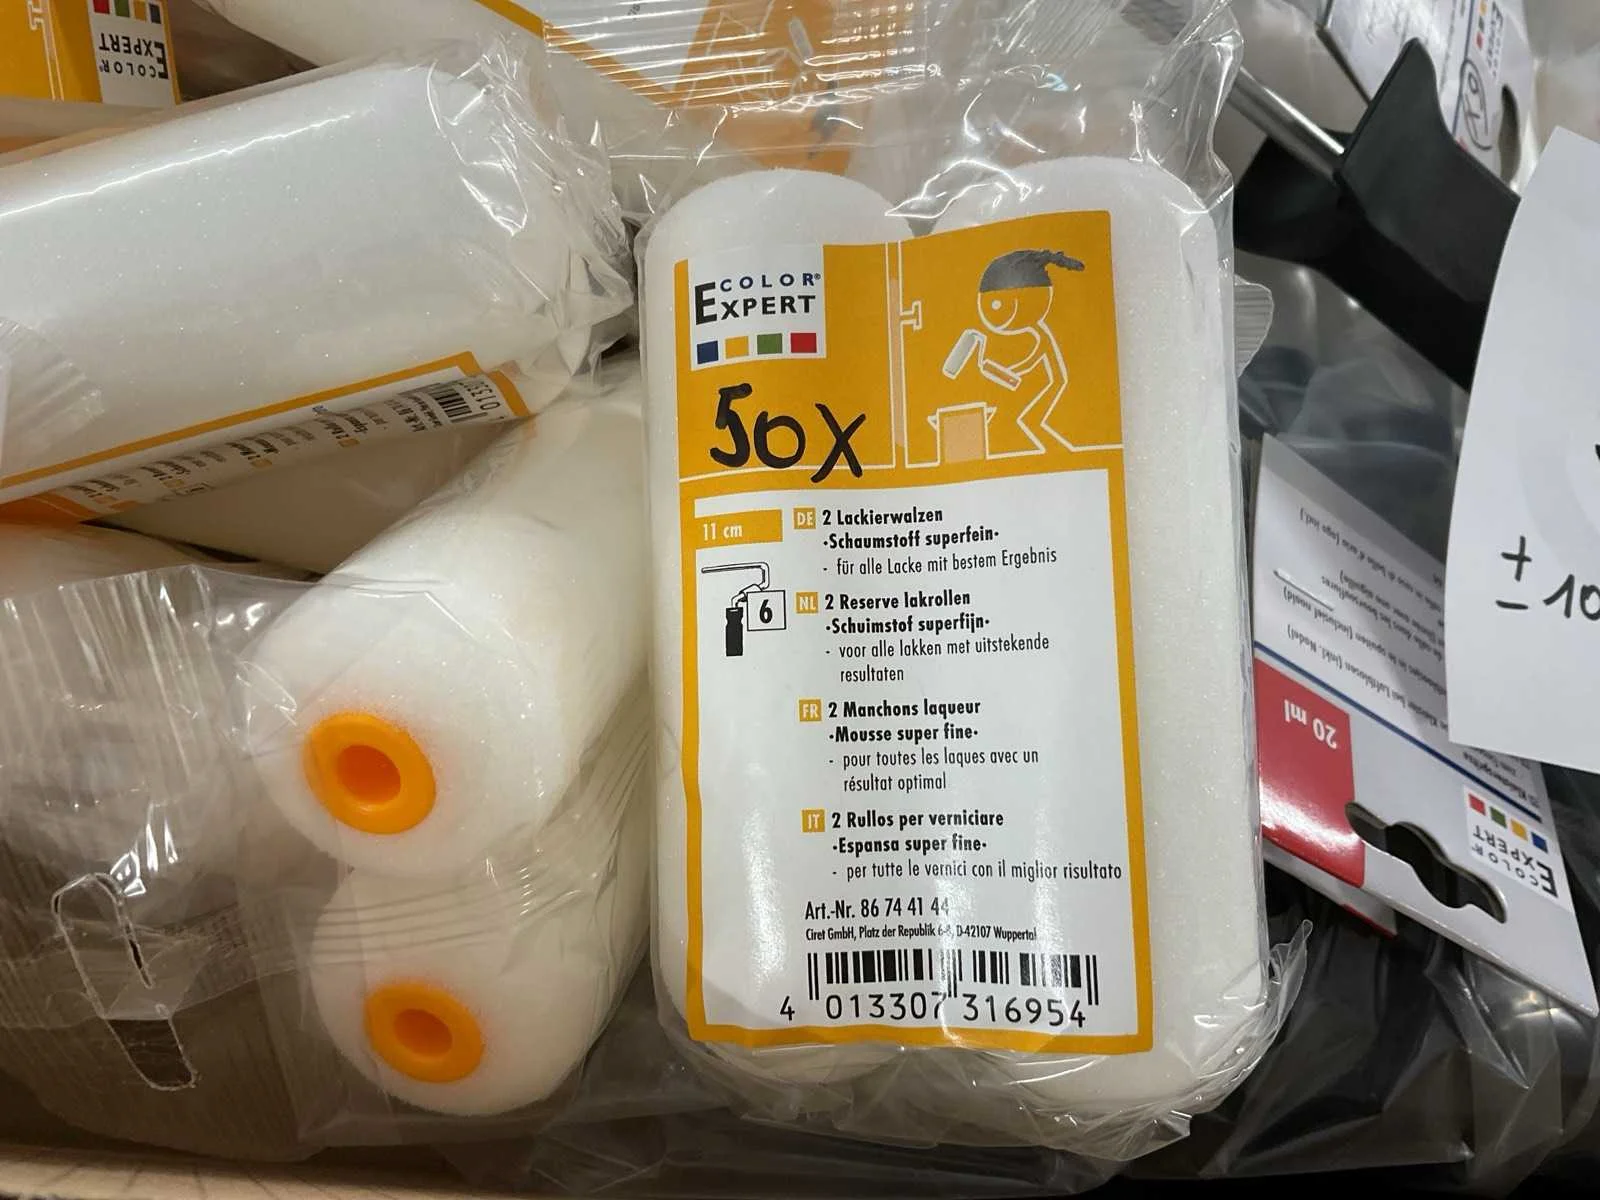 COLOR
EXPERT
COLOR®
EXPERT
50X
11 cm
6
DE 2 Lackierwalzen
·Schaumstoff superfein·
- für alle Lacke mit bestem Ergebnis
NL 2 Reserve lakrollen
·Schuimstof superfijn·
- voor alle lakken met uitstekende
resultaten
FR 2 Manchons laqueur
·Mousse super fine·
- pour toutes les laques avec un
résultat optimal
IT 2 Rullos per verniciare
·Espansa super fine·
- per tutte le vernici con il miglior risultato
Art.-Nr. 86 74 41 44
Ciret GmbH, Platz der Republik 6-8, D-42107 Wuppertal
4 013307 316954
+
- 10
20 ml
COLOR
EXPERT